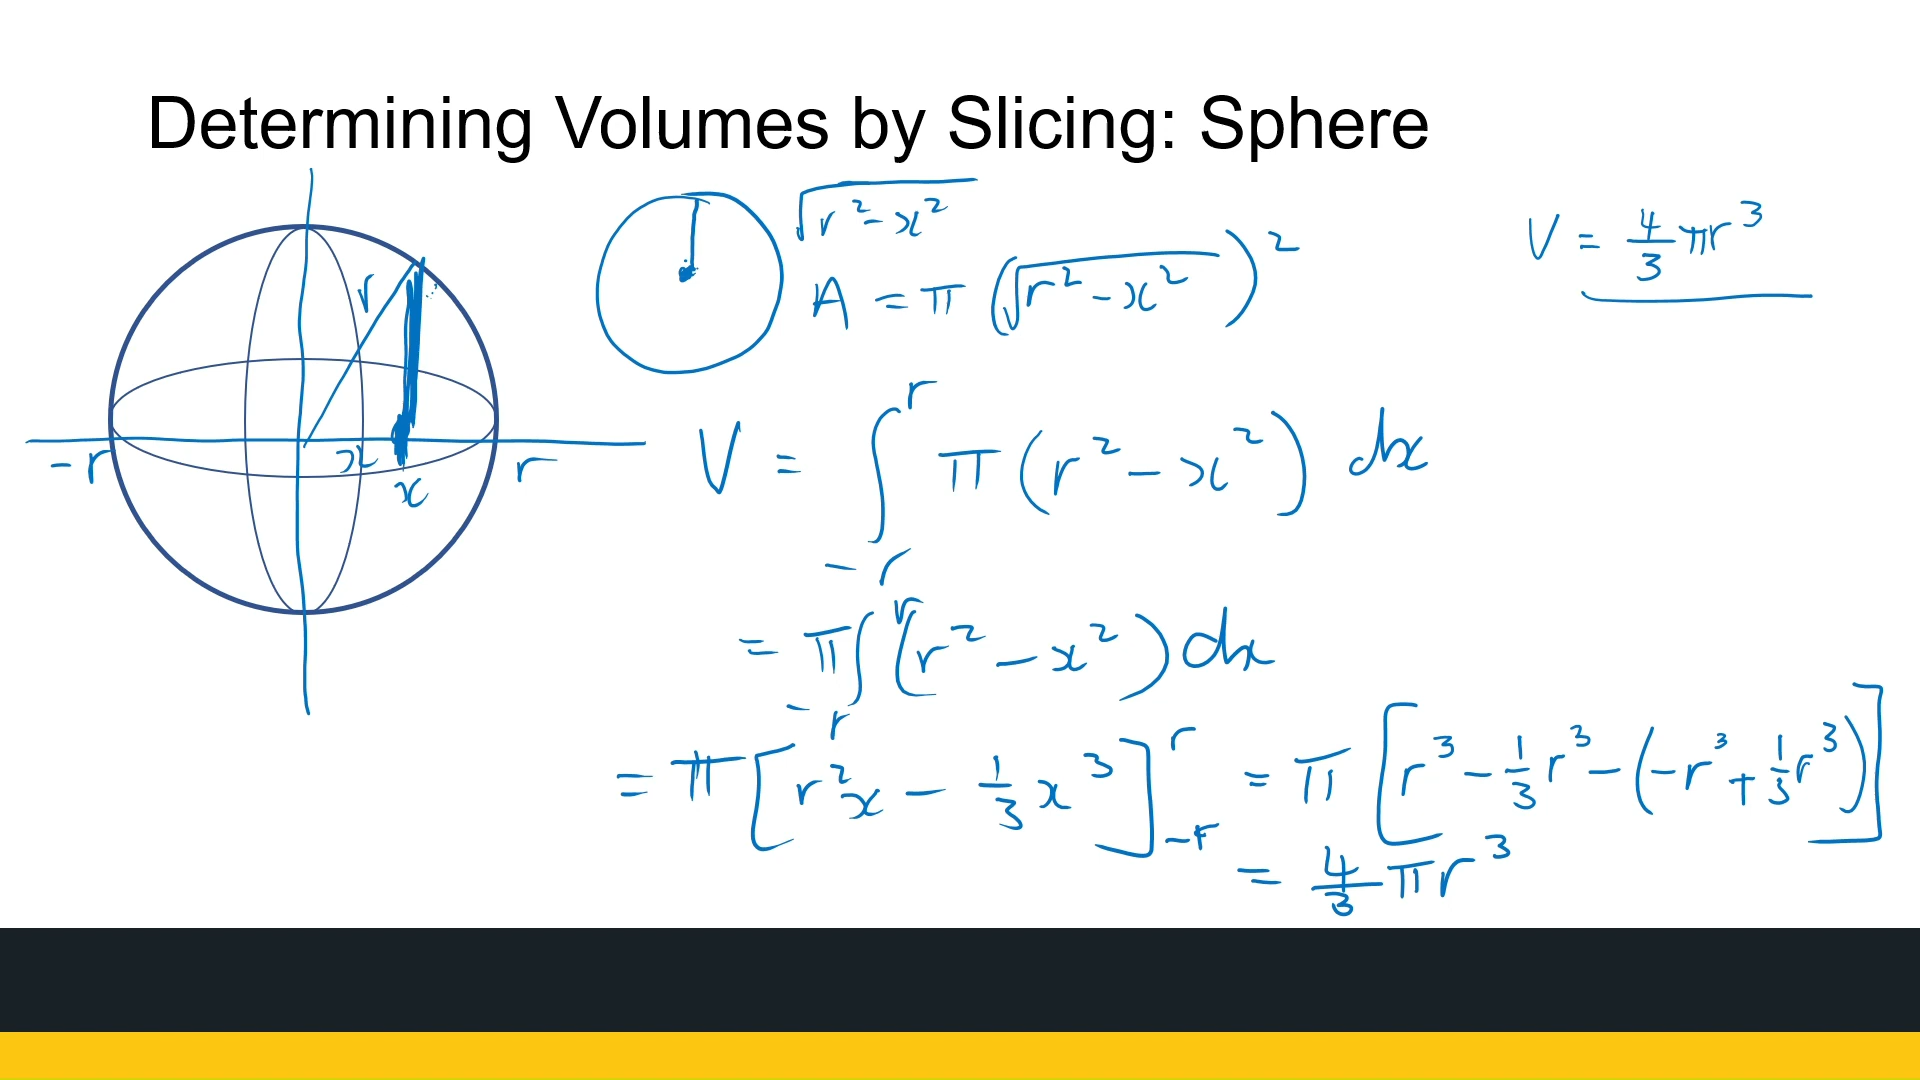 Determining Volumes by Slicing: Sphere
√(r² - x²)
V = 4/3 πr³
A = π (√(r² - x²))²
r
-r x r
x
V = ∫_{-r}^{r} π (r² - x²) dx
= π ∫_{-r}^{r} (r² - x²) dx
= π [r²x - 1/3 x³]_{-r}^{r} = π [r³ - 1/3 r³ - (-r³ + 1/3 r³)]
= 4/3 πr³